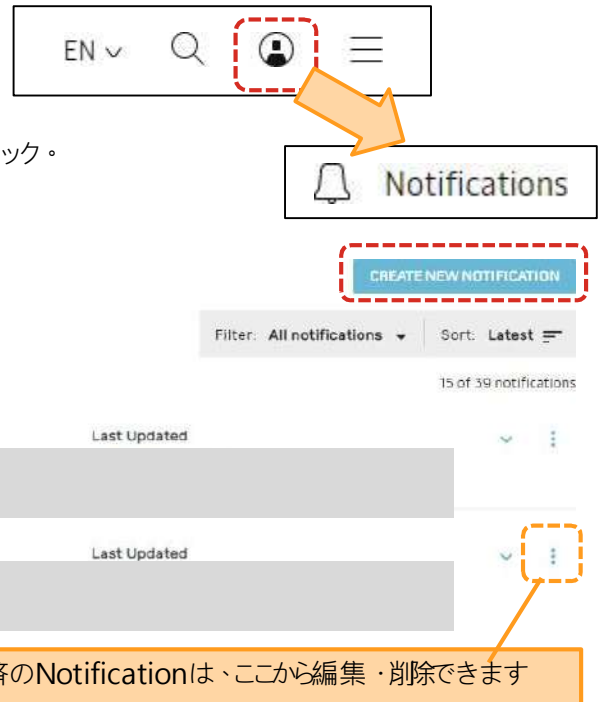 EN
ック。
Notifications
CREATE NEW NOTIFICATION
Filter: All notifications Sort: Latest
15 of 39 notifications
Last Updated
Last Updated
のNotificationは、ここから編集・削除できます